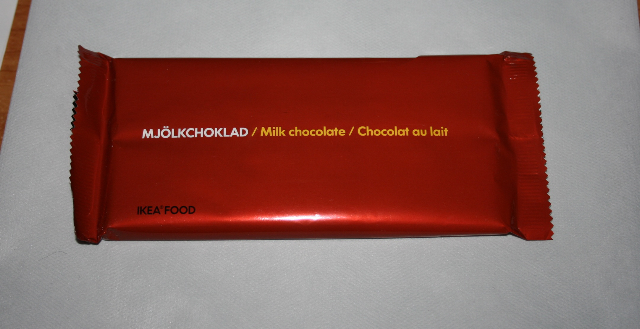 MJÖLKCHOKLAD / Milk chocolate / Chocolat au lait
IKEA® FOOD